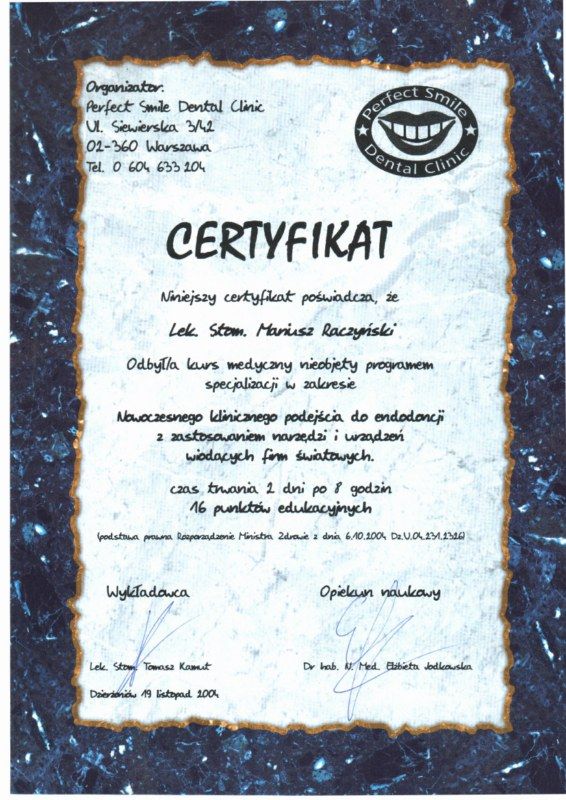 Organizator:
Perfect Smile Dental Clinic
Ul. Siewierska 3/42
02-360 Warszawa
Tel. 0 604 633 204
Perfect Smile
Dental Clinic
CERTYFIKAT
Niniejszy certyfikat poświadcza, że
Lek. Stom. Mariusz Raczyński
Odbył/a kurs medyczny nieobjęty programem
specjalizacji w zakresie
Nowoczesnego klinicznego podejścia do endodoncji
z zastosowaniem narzędzi i urządzeń
wiodących firm światowych.
czas trwania 2 dni po 8 godzin
16 punktów edukacyjnych
(podstawa prawna Rozporządzenie Ministra Zdrowie z dnia 6.10.2004 Dz.U.04.231.2326)
Wykładowca
Opiekun naukowy
Lek. Stom. Tomasz Kamut
Dr hab. N. Med. Elżbieta Jodkowska
Dzierżoniów 19 listopad 2004